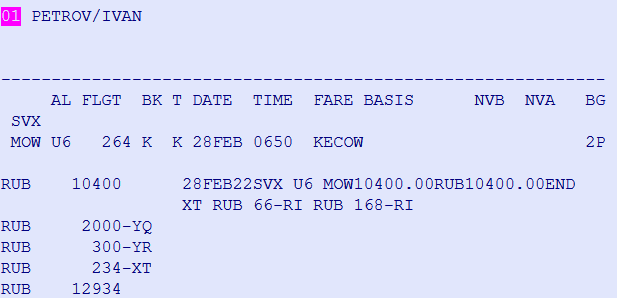 01 PETROV/IVAN
------------------------------------------------------------
AL FLGT BK T DATE TIME FARE BASIS NVB NVA BG
SVX
MOW U6 264 K K 28FEB 0650 KECOW 2P
RUB 10400 28FEB22SVX U6 MOW10400.00RUB10400.00END
XT RUB 66-RI RUB 168-RI
RUB 2000-YQ
RUB 300-YR
RUB 234-XT
RUB 12934